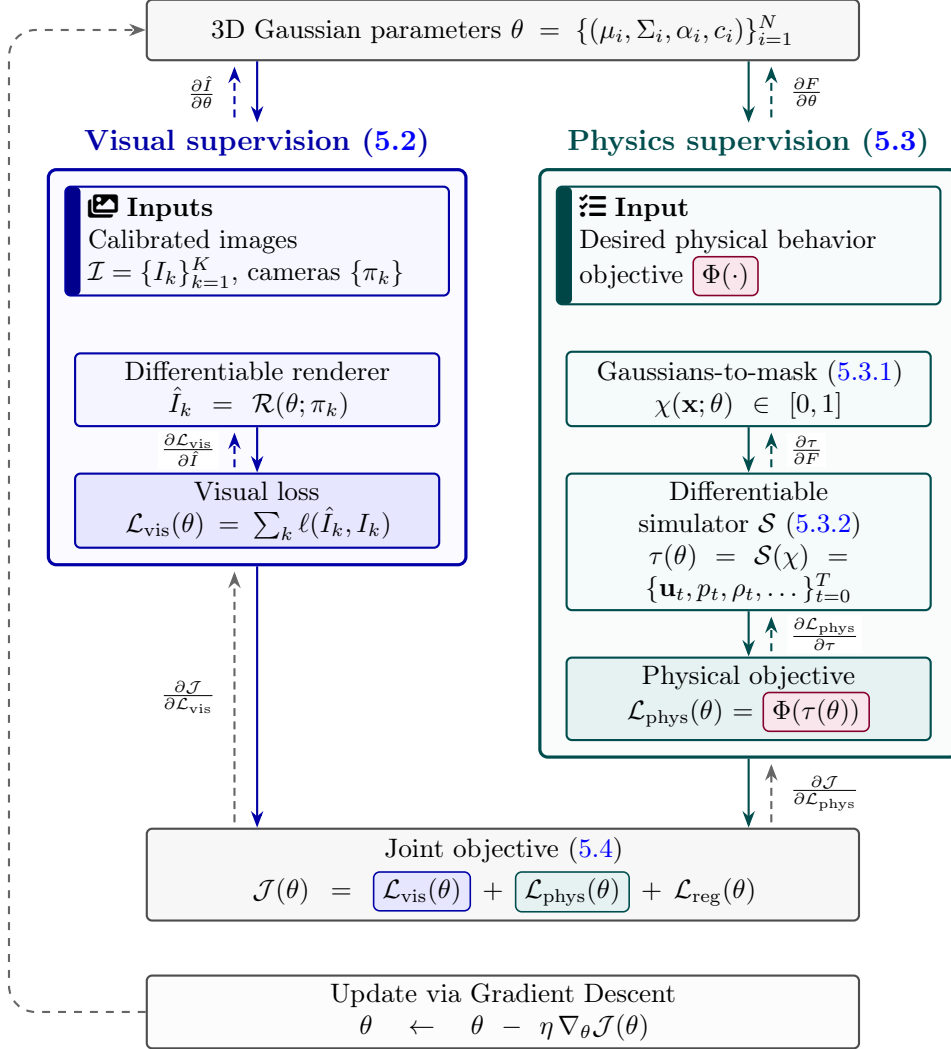 3D Gaussian parameters θ = {(μ_i, Σ_i, α_i, c_i)}_{i=1}^N
∂Î/∂θ
∂F/∂θ
Visual supervision (5.2)
Inputs
Calibrated images
ℐ = {I_k}_{k=1}^K, cameras {π_k}
Differentiable renderer
Î_k = ℛ(θ; π_k)
∂ℒ_vis/∂Î
Visual loss
ℒ_vis(θ) = ∑_k ℓ(Î_k, I_k)
∂𝒥/∂ℒ_vis
Physics supervision (5.3)
Input
Desired physical behavior
objective Φ(·)
Gaussians-to-mask (5.3.1)
χ(𝐱; θ) ∈ [0, 1]
∂τ/∂F
Differentiable
simulator 𝒮 (5.3.2)
τ(θ) = 𝒮(χ) =
{𝐮_t, p_t, ρ_t, . . . }_{t=0}^T
∂ℒ_phys/∂τ
Physical objective
ℒ_phys(θ) = Φ(τ(θ))
∂𝒥/∂ℒ_phys
Joint objective (5.4)
𝒥(θ) = ℒ_vis(θ) + ℒ_phys(θ) + ℒ_reg(θ)
Update via Gradient Descent
θ ← θ − η ∇_θ 𝒥(θ)